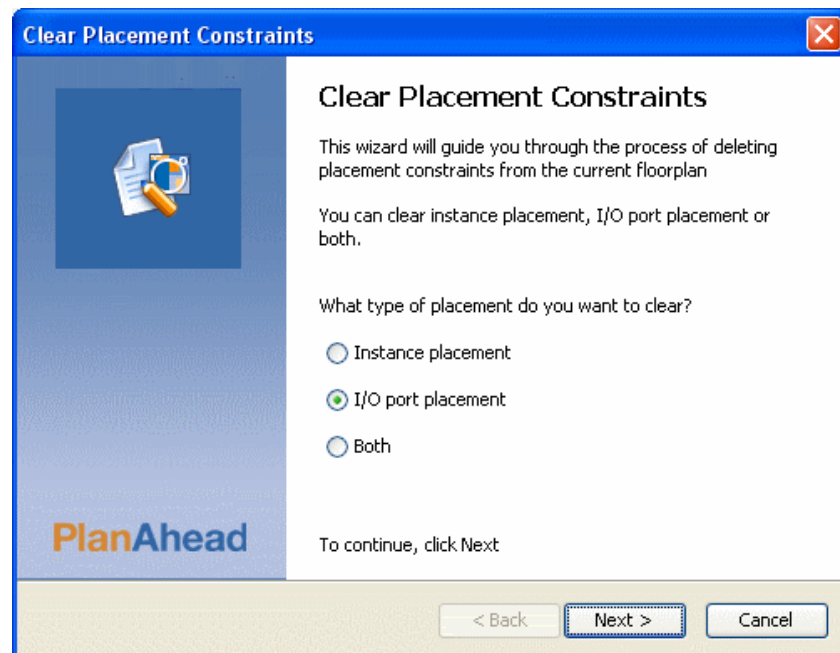 Clear Placement Constraints
Clear Placement Constraints
This wizard will guide you through the process of deleting
placement constraints from the current floorplan
You can clear instance placement, I/O port placement or
both.
What type of placement do you want to clear?
Instance placement
I/O port placement
Both
PlanAhead
To continue, click Next
< Back
Next >
Cancel